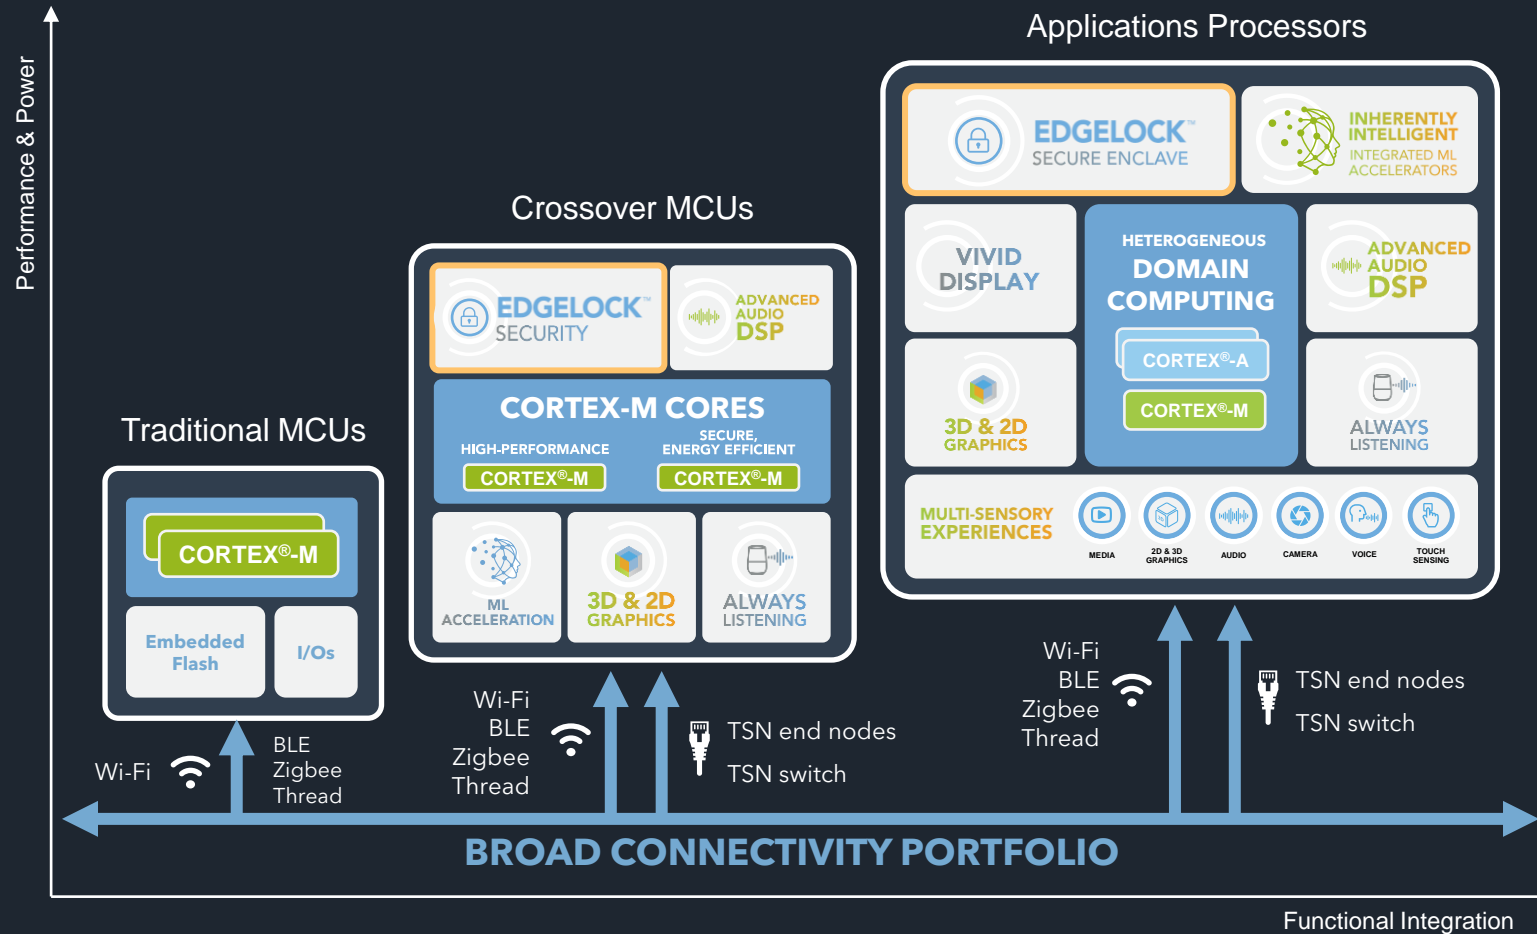 Performance & Power
Applications Processors
EDGELOCK™
SECURE ENCLAVE
INHERENTLY
INTELLIGENT
INTEGRATED ML
ACCELERATORS
VIVID
DISPLAY
HETEROGENEOUS
DOMAIN
COMPUTING
CORTEX®-A
CORTEX®-M
ADVANCED
AUDIO
DSP
3D & 2D
GRAPHICS
ALWAYS
LISTENING
MULTI-SENSORY
EXPERIENCES
MEDIA
2D & 3D
GRAPHICS
AUDIO
CAMERA
VOICE
TOUCH
SENSING
Crossover MCUs
EDGELOCK™
SECURITY
ADVANCED
AUDIO
DSP
CORTEX-M CORES
HIGH-PERFORMANCE
CORTEX®-M
SECURE,
ENERGY EFFICIENT
CORTEX®-M
ML
ACCELERATION
3D & 2D
GRAPHICS
ALWAYS
LISTENING
Traditional MCUs
CORTEX®-M
Embedded
Flash
I/Os
Wi-Fi
BLE
Zigbee
Thread
Wi-Fi
BLE
Zigbee
Thread
TSN end nodes
TSN switch
Wi-Fi
BLE
Zigbee
Thread
TSN end nodes
TSN switch
BROAD CONNECTIVITY PORTFOLIO
Functional Integration